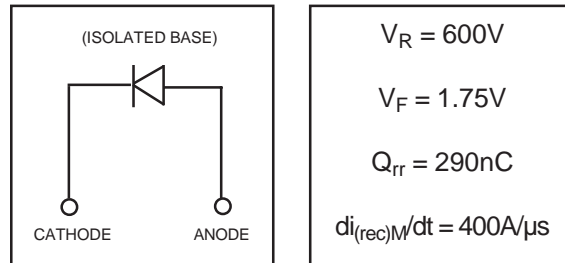 (ISOLATED BASE)
CATHODE ANODE
V_R = 600V
V_F = 1.75V
Q_rr = 290nC
di_(rec)M/dt = 400A/µs